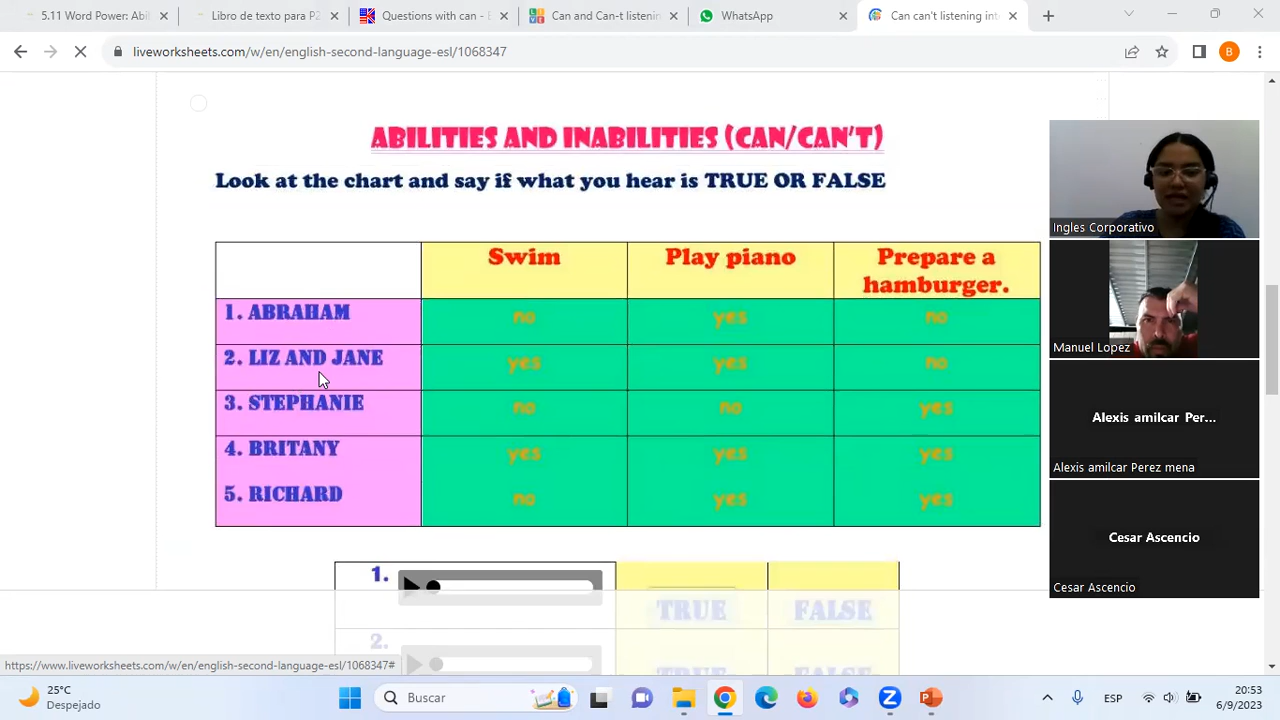 5.11 Word Power: Abil
Libro de texto para P2
Questions with can - E
Can and Can-t listenin
WhatsApp
Can can't listening int
liveworksheets.com/w/en/english-second-language-esl/1068347
B
ABILITIES AND INABILITIES (CAN/CAN'T)
Look at the chart and say if what you hear is TRUE OR FALSE
Swim Play piano Prepare a
hamburger.
1. ABRAHAM no yes no
2. LIZ AND JANE yes yes no
3. STEPHANIE no no yes
4. BRITANY yes yes yes
5. RICHARD no yes yes
1.
TRUE FALSE
2.
TRUE FALSE
Ingles Corporativo
Manuel Lopez
Alexis amilcar Per...
Alexis amilcar Perez mena
Cesar Ascencio
Cesar Ascencio
https://www.liveworksheets.com/w/en/english-second-language-esl/1068347#
25°C
Despejado
Buscar
ESP
20:53
6/9/2023